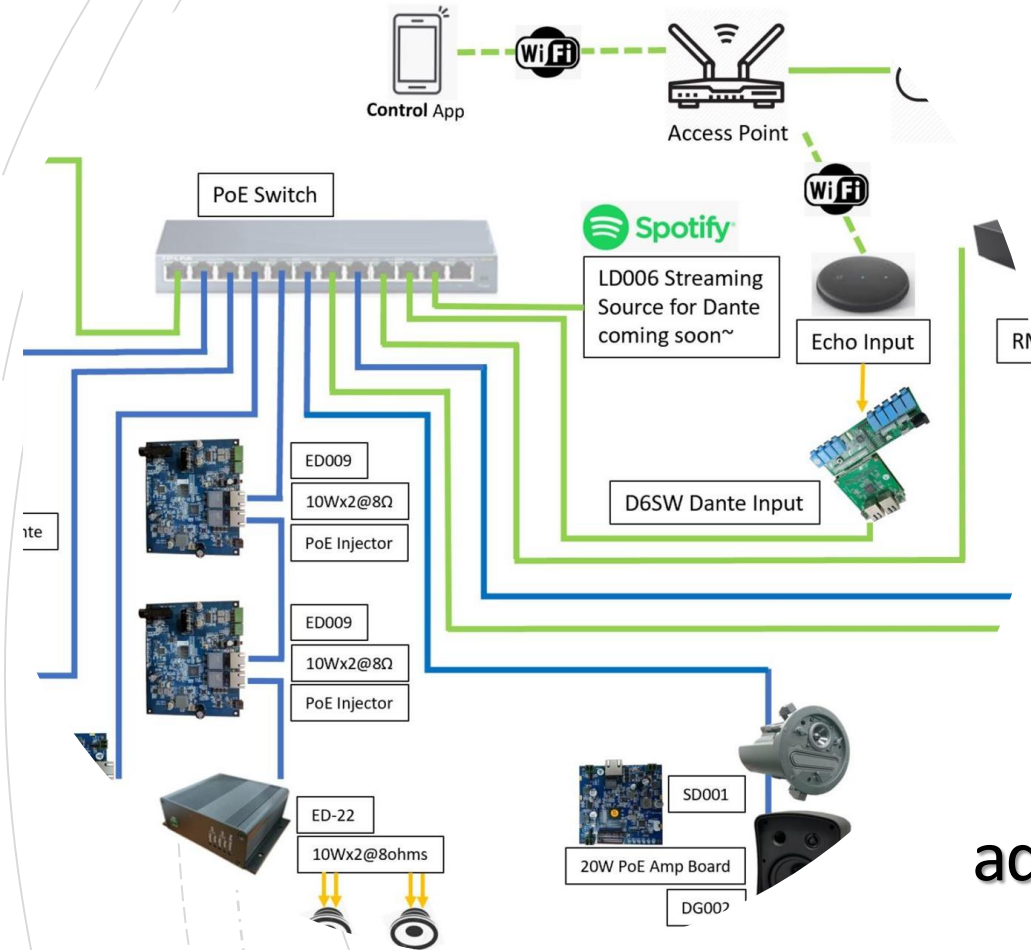 WiFi
Control App
Access Point
PoE Switch
WiFi
Spotify
LD006 Streaming
Source for Dante
coming soon~
Echo Input
ED009
10Wx2@8Ω
PoE Injector
D6SW Dante Input
ED009
10Wx2@8Ω
PoE Injector
ED-22
10Wx2@8ohms
SD001
20W PoE Amp Board